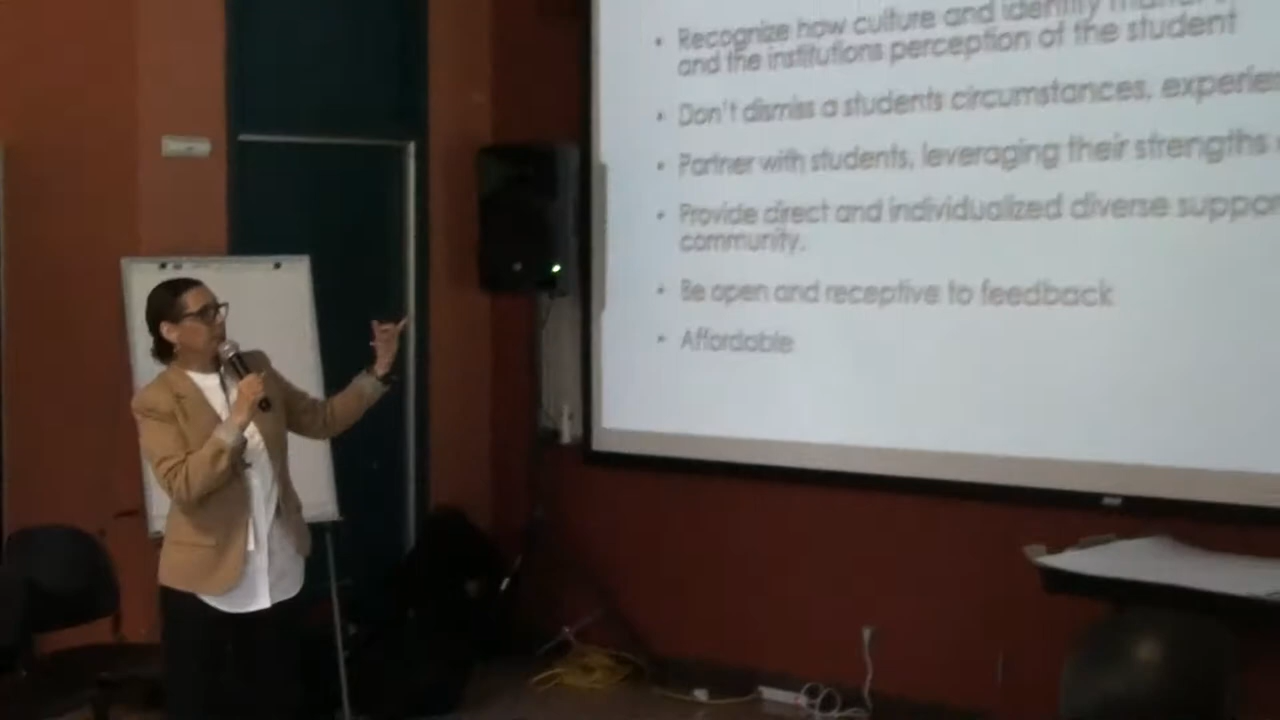 • Recognize how culture and identity
and the institutions perception of the student
• Don't dismiss a students circumstances,
• Partner with students, leveraging their strengths
• Provide direct and individualized diverse
community.
• Be open and receptive to feedback
• Affordable